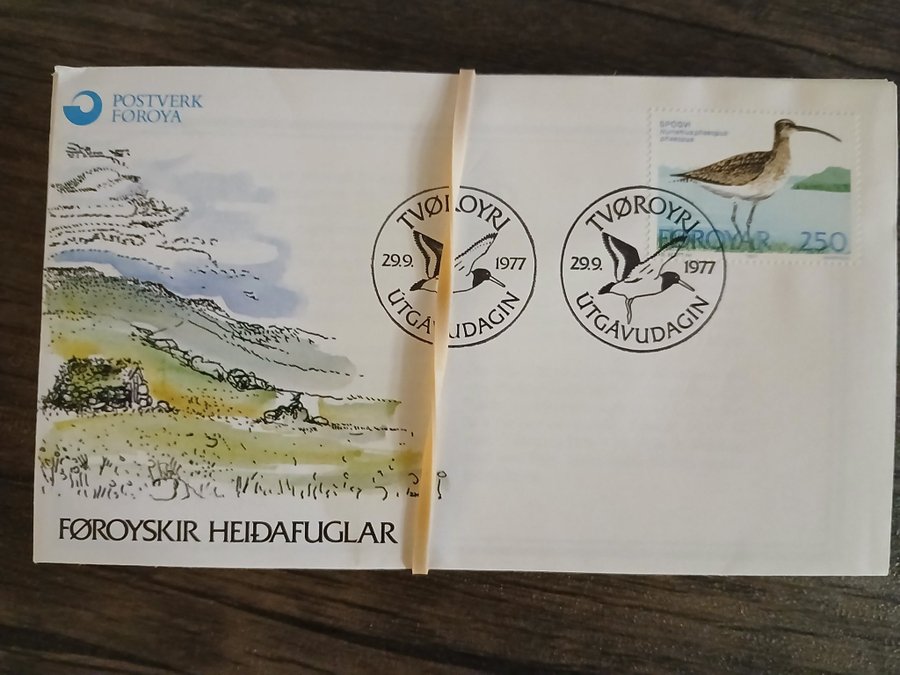 POSTVERK
FØROYA
SPÓGVI
Numenius phaeopus
phaeopus
FØROYAR 250
TVØROYRI
29.9. 1977
ÚTGÁVUDAGIN
TVØROYRI
29.9. 1977
ÚTGÁVUDAGIN
FØROYSKIR HEIÐAFUGLAR